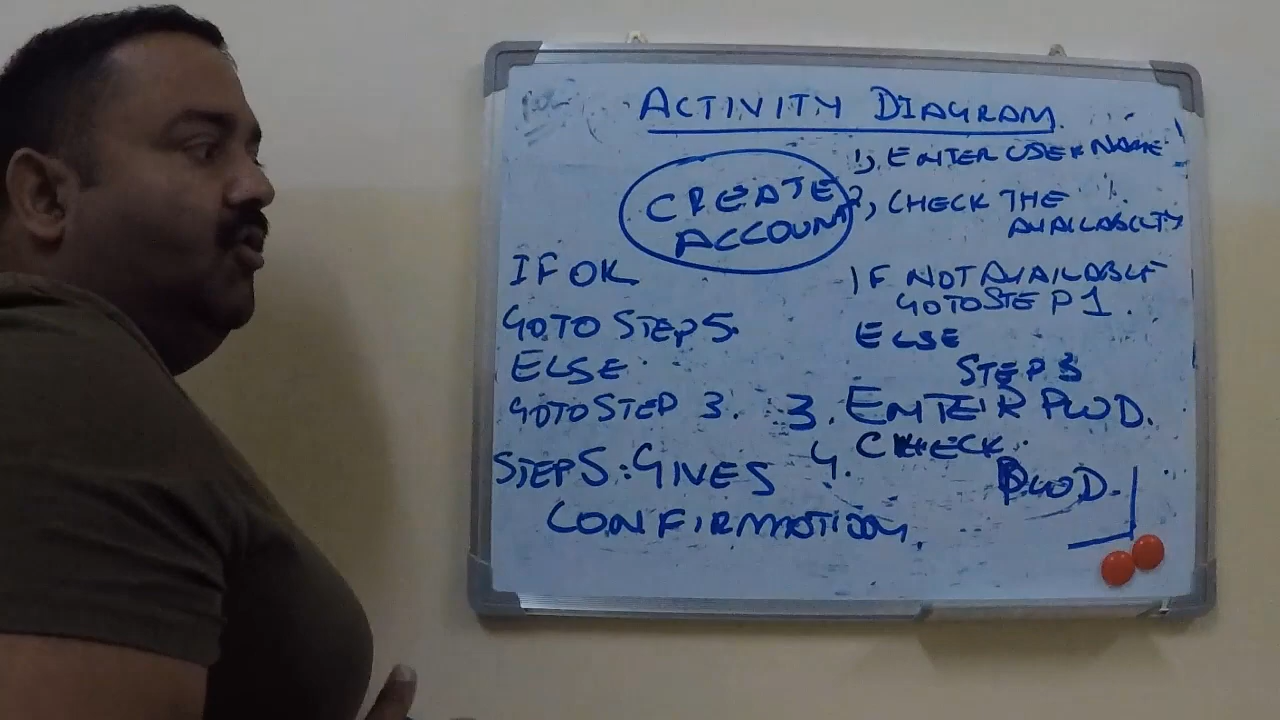 ACTIVITY DIAGRAM
CREATE
ACCOUNT
1, ENTER USER NAME
2, CHECK THE
AVAILABILTY
IF NOT AVAILABLE
GOTO STEP 1.
ELSE
STEP 3
3. ENTER PWD.
4. CHECK
PWD.
IF OK
GOTO STEP 5.
ELSE
GOTO STEP 3.
STEP 5: GIVES
CONFIRMATION.